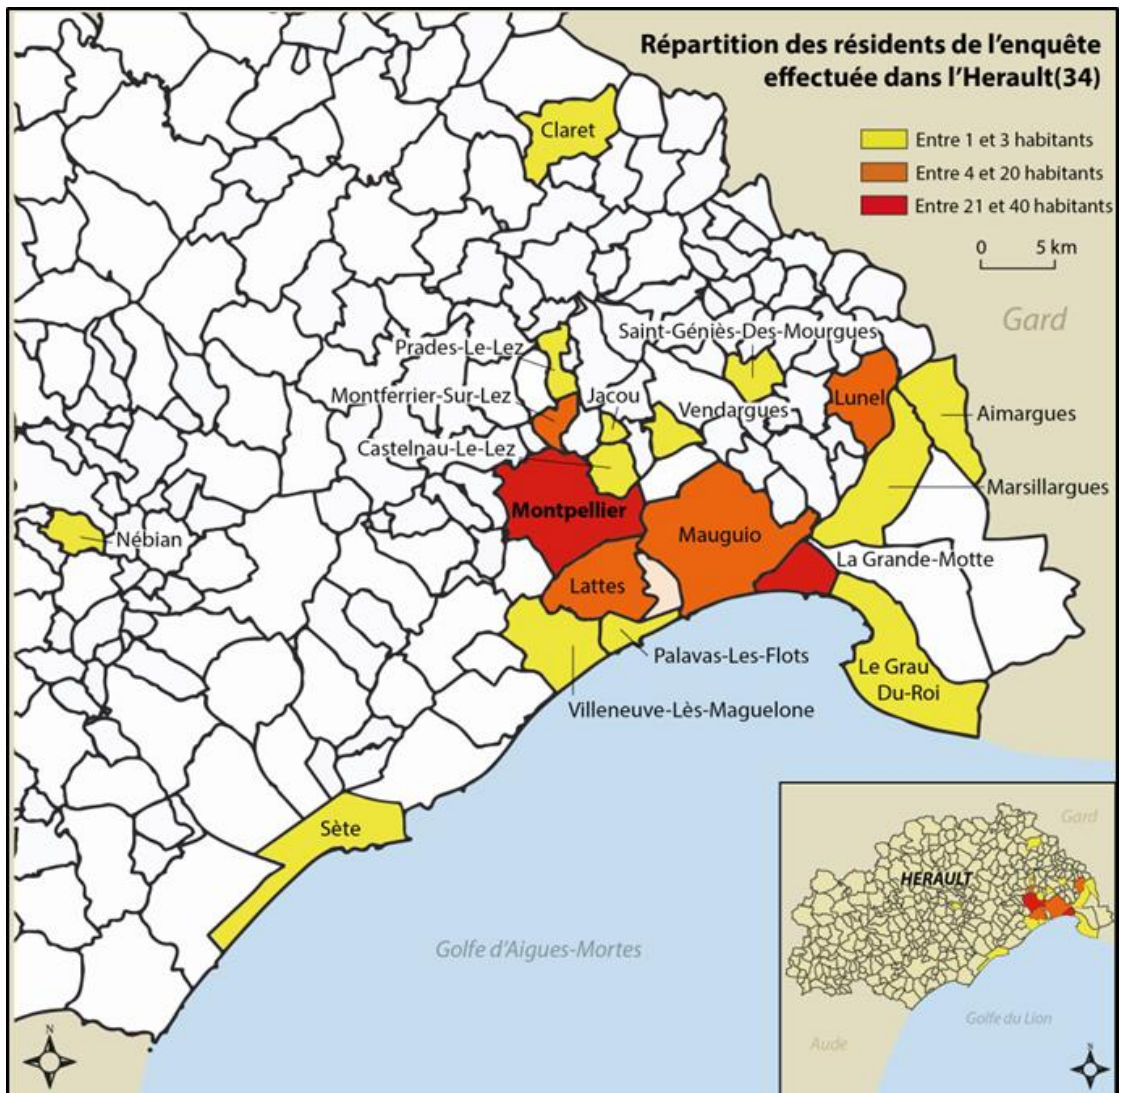 Répartition des résidents de l'enquête
effectuée dans l'Herault(34)
Entre 1 et 3 habitants
Entre 4 et 20 habitants
Entre 21 et 40 habitants
0 5 km
Gard
Claret
Saint-Géniès-Des-Mourgues
Prades-Le-Lez
Montferrier-Sur-Lez
Jacou
Vendargues
Lunel
Aimargues
Castelnau-Le-Lez
Marsillargues
Montpellier
Nébian
Mauguio
La Grande-Motte
Lattes
Palavas-Les-Flots
Le Grau
Du-Roi
Villeneuve-Lès-Maguelone
Sète
Golfe d'Aigues-Mortes
N
Gard
HERAULT
Golfe du Lion
Aude
N